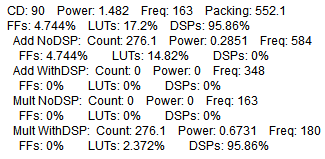 CD: 90 Power: 1.482 Freq: 163 Packing: 552.1
FFs: 4.744% LUTs: 17.2% DSPs: 95.86%
Add NoDSP: Count: 276.1 Power: 0.2851 Freq: 584
FFs: 4.744% LUTs: 14.82% DSPs: 0%
Add WithDSP: Count: 0 Power: 0 Freq: 348
FFs: 0% LUTs: 0% DSPs: 0%
Mult NoDSP: Count: 0 Power: 0 Freq: 163
FFs: 0% LUTs: 0% DSPs: 0%
Mult WithDSP: Count: 276.1 Power: 0.6731 Freq: 180
FFs: 0% LUTs: 2.372% DSPs: 95.86%